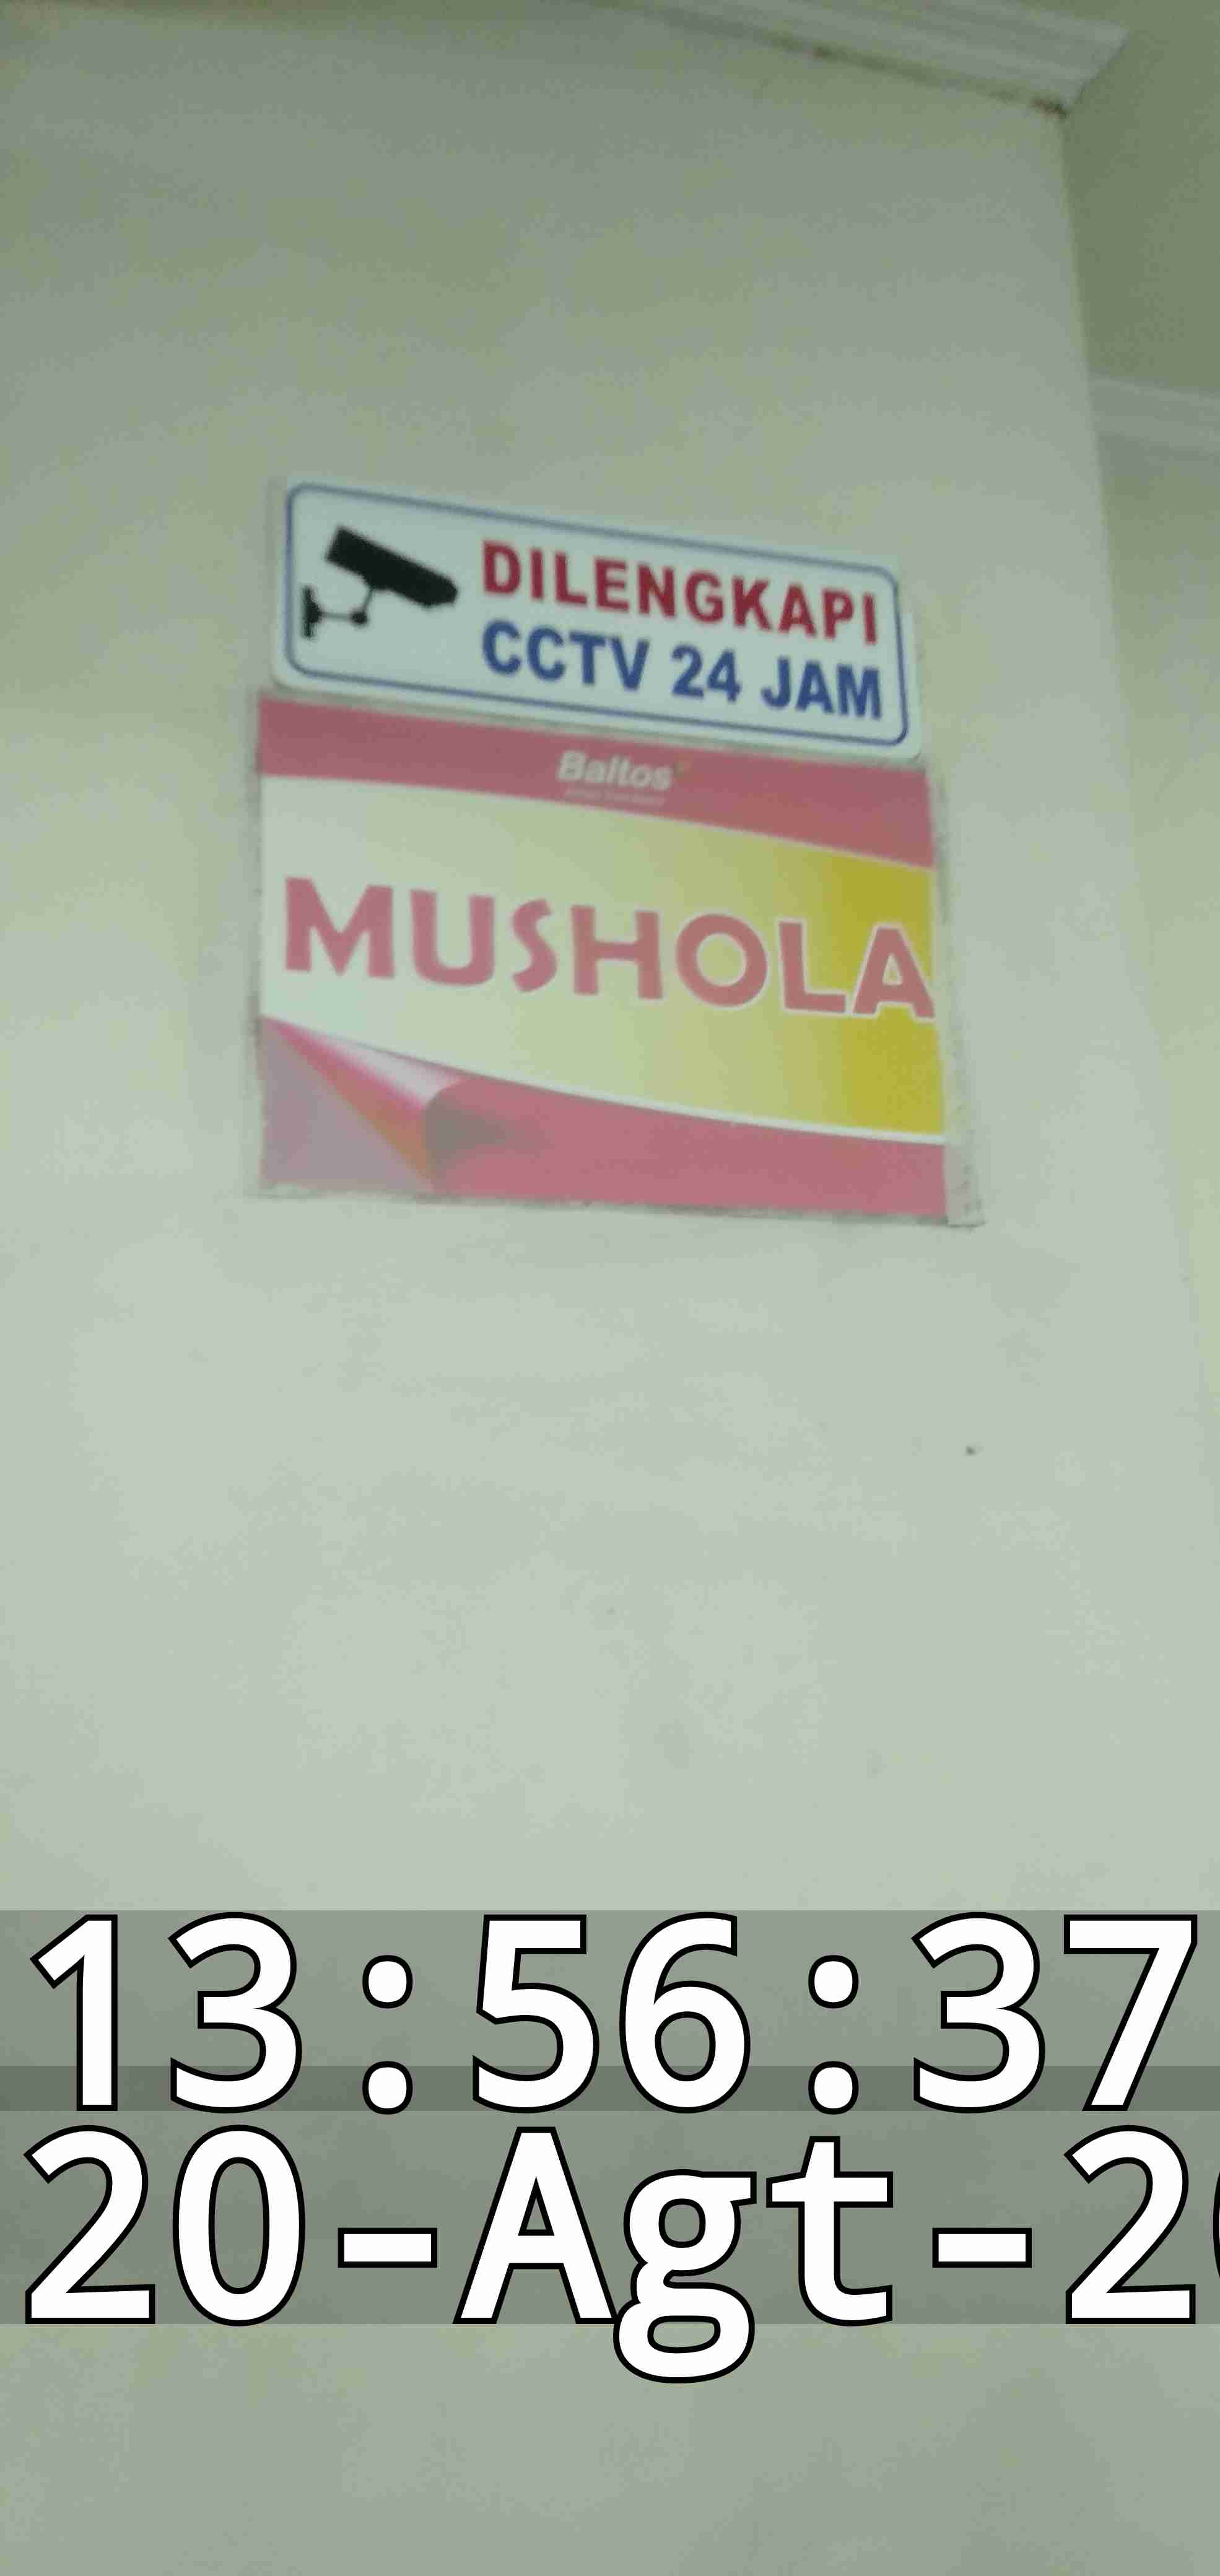 DILENGKAPI
CCTV 24 JAM
Baltos
MUSHOLA
13:56:37
20-Agt-2